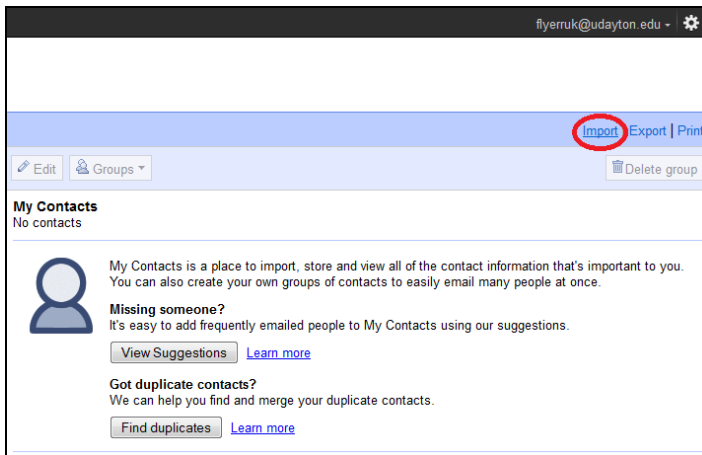 flyerruk@udayton.edu
Import Export | Print
Edit Groups Delete group
My Contacts
No contacts
My Contacts is a place to import, store and view all of the contact information that's important to you.
You can also create your own groups of contacts to easily email many people at once.
Missing someone?
It's easy to add frequently emailed people to My Contacts using our suggestions.
View Suggestions Learn more
Got duplicate contacts?
We can help you find and merge your duplicate contacts.
Find duplicates Learn more